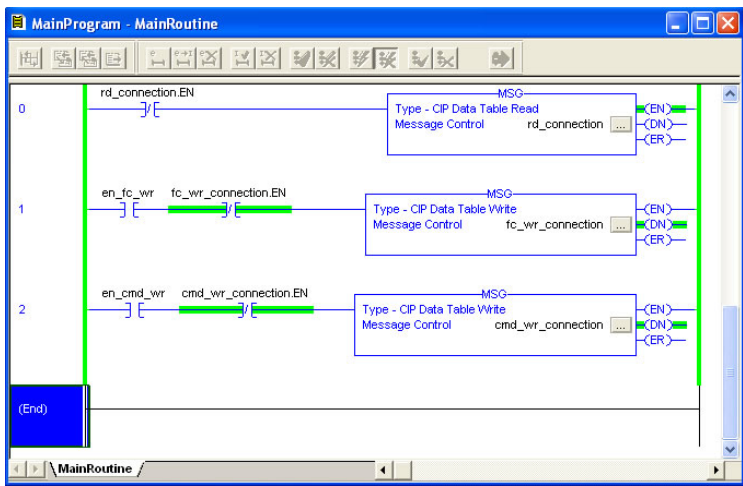 MainProgram - MainRoutine
rd_connection.EN
MSG
0
Type - CIP Data Table Read
EN
Message Control rd_connection ...
DN
ER
en_fc_wr fc_wr_connection.EN
MSG
1
Type - CIP Data Table Write
EN
Message Control fc_wr_connection ...
DN
ER
en_cmd_wr cmd_wr_connection.EN
MSG
2
Type - CIP Data Table Write
EN
Message Control cmd_wr_connection ...
DN
ER
(End)
MainRoutine